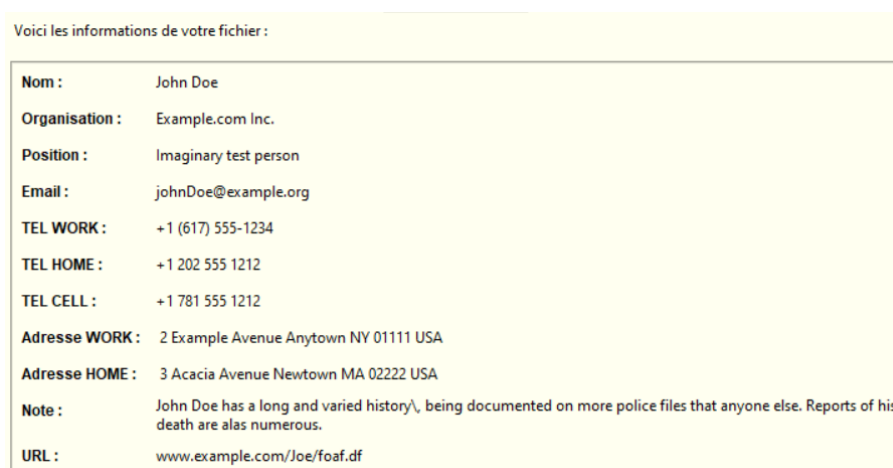 Voici les informations de votre fichier :
Nom : John Doe
Organisation : Example.com Inc.
Position : Imaginary test person
Email : johnDoe@example.org
TEL WORK : +1 (617) 555-1234
TEL HOME : +1 202 555 1212
TEL CELL : +1 781 555 1212
Adresse WORK : 2 Example Avenue Anytown NY 01111 USA
Adresse HOME : 3 Acacia Avenue Newtown MA 02222 USA
Note : John Doe has a long and varied history\, being documented on more police files that anyone else. Reports of his
death are alas numerous.
URL : www.example.com/Joe/foaf.df